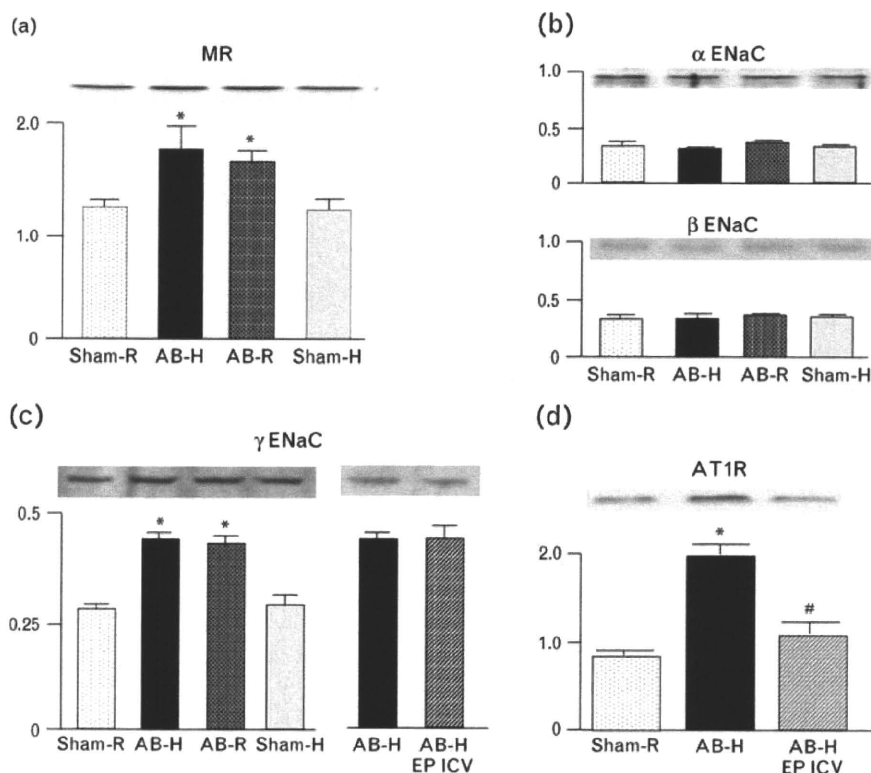 (a)
MR
*
*
2.0
1.0
0
Sham-R AB-H AB-R Sham-H
(b)
α ENaC
1.0
0.5
0
β ENaC
1.0
0.5
0
Sham-R AB-H AB-R Sham-H
(c)
γ ENaC
0.5
* *
0.25
0
Sham-R AB-H AB-R Sham-H AB-H AB-H
EP ICV
(d)
AT1R
*
2.0
#
1.0
0
Sham-R AB-H AB-H
EP ICV